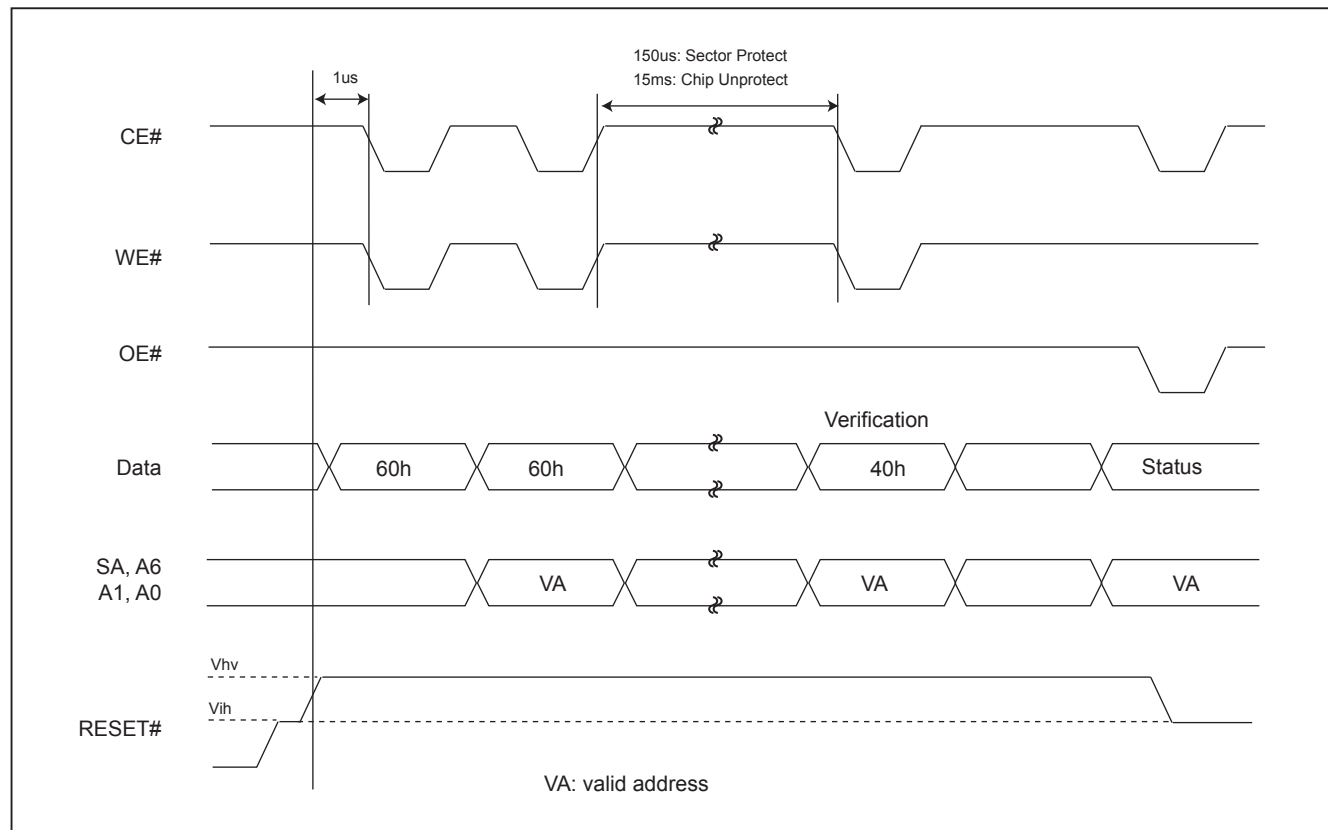 150us: Sector Protect
15ms: Chip Unprotect
1us
CE#
WE#
OE#
Verification
Data
60h
60h
40h
Status
SA, A6
A1, A0
VA
VA
VA
Vhv
Vih
RESET#
VA: valid address